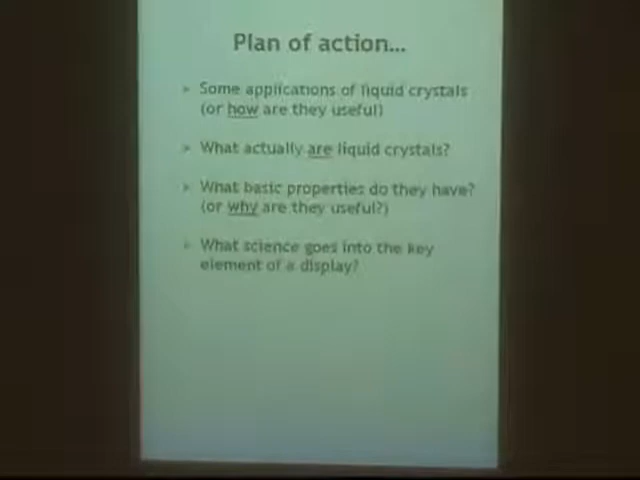 Plan of action...
Some applications of liquid crystals
(or how are they useful)
What actually are liquid crystals?
What basic properties do they have?
(or why are they useful?)
What science goes into the key
element of a display?